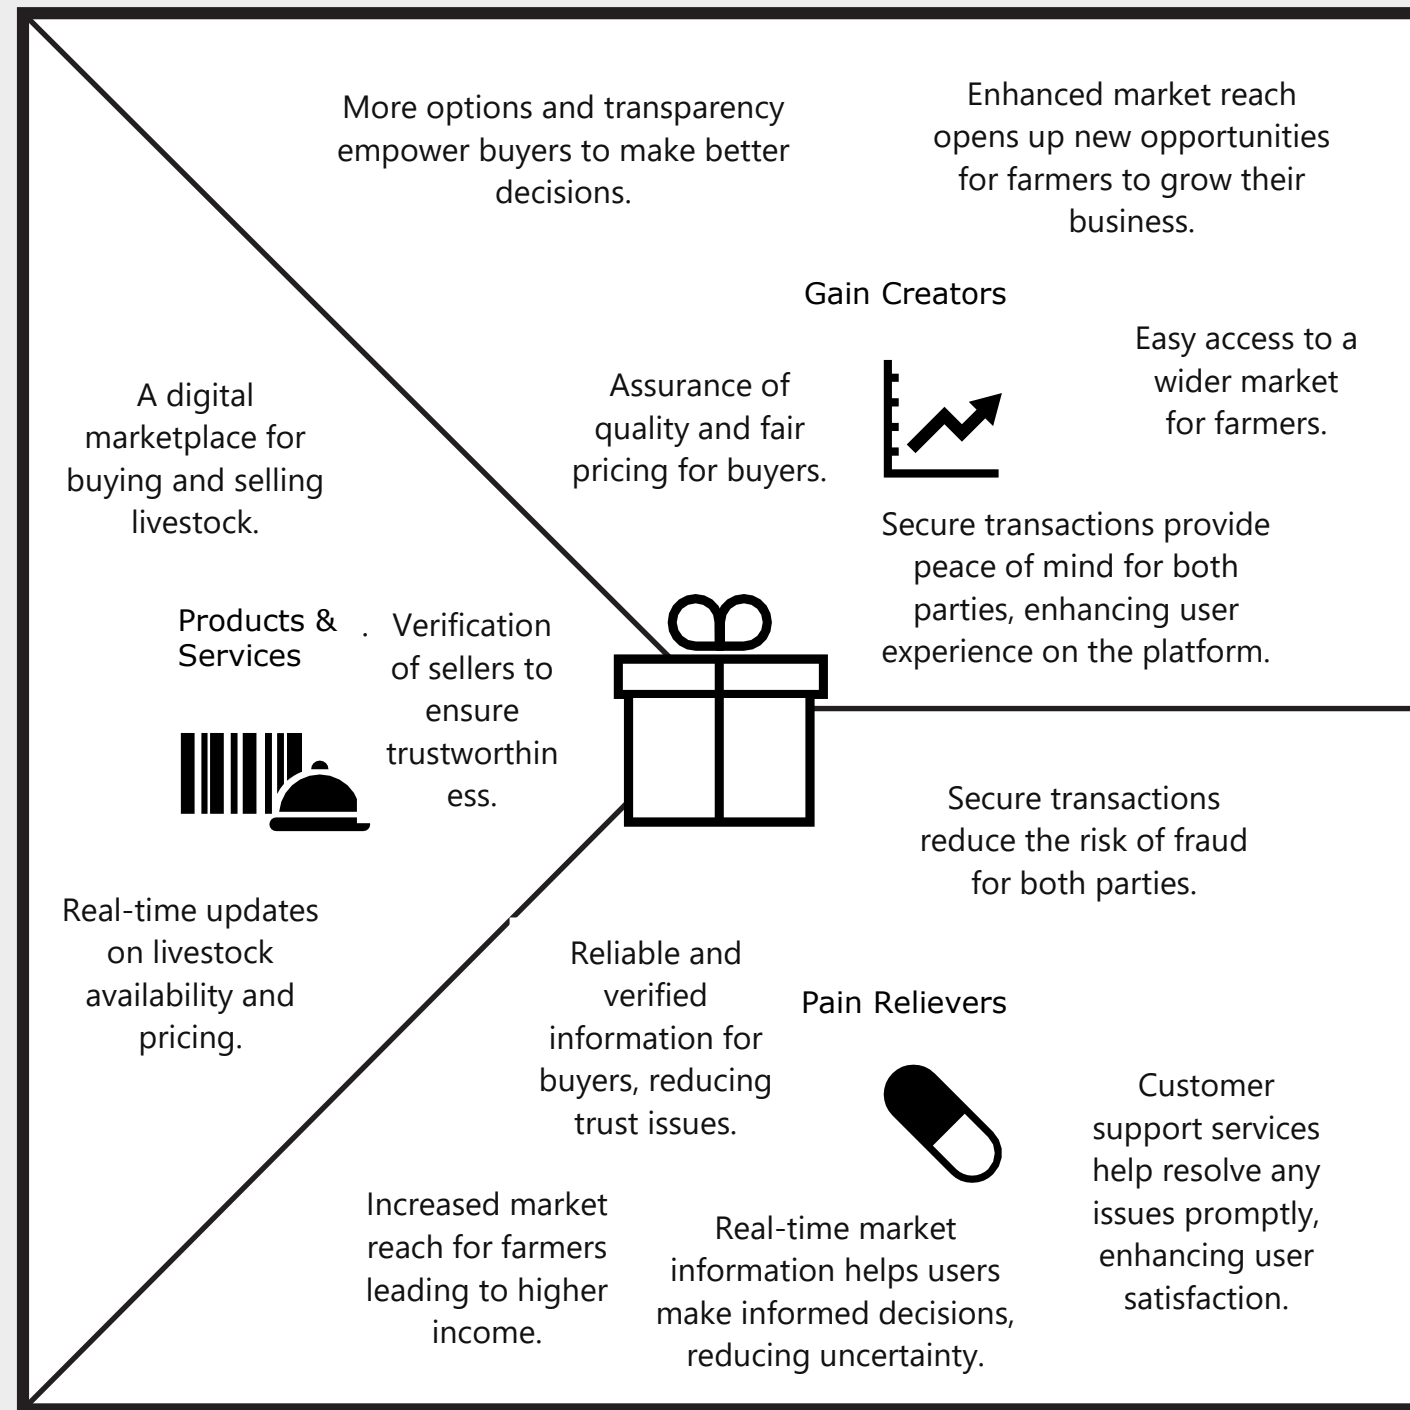 More options and transparency
empower buyers to make better
decisions.
Enhanced market reach
opens up new opportunities
for farmers to grow their
business.
Gain Creators
Easy access to a
wider market
for farmers.
Assurance of
quality and fair
pricing for buyers.
Secure transactions provide
peace of mind for both
parties, enhancing user
experience on the platform.
A digital
marketplace for
buying and selling
livestock.
Products &
Services
.
Verification
of sellers to
ensure
trustworthin
ess.
Real-time updates
on livestock
availability and
pricing.
Secure transactions
reduce the risk of fraud
for both parties.
Reliable and
verified
information for
buyers, reducing
trust issues.
Pain Relievers
Customer
support services
help resolve any
issues promptly,
enhancing user
satisfaction.
Increased market
reach for farmers
leading to higher
income.
Real-time market
information helps users
make informed decisions,
reducing uncertainty.